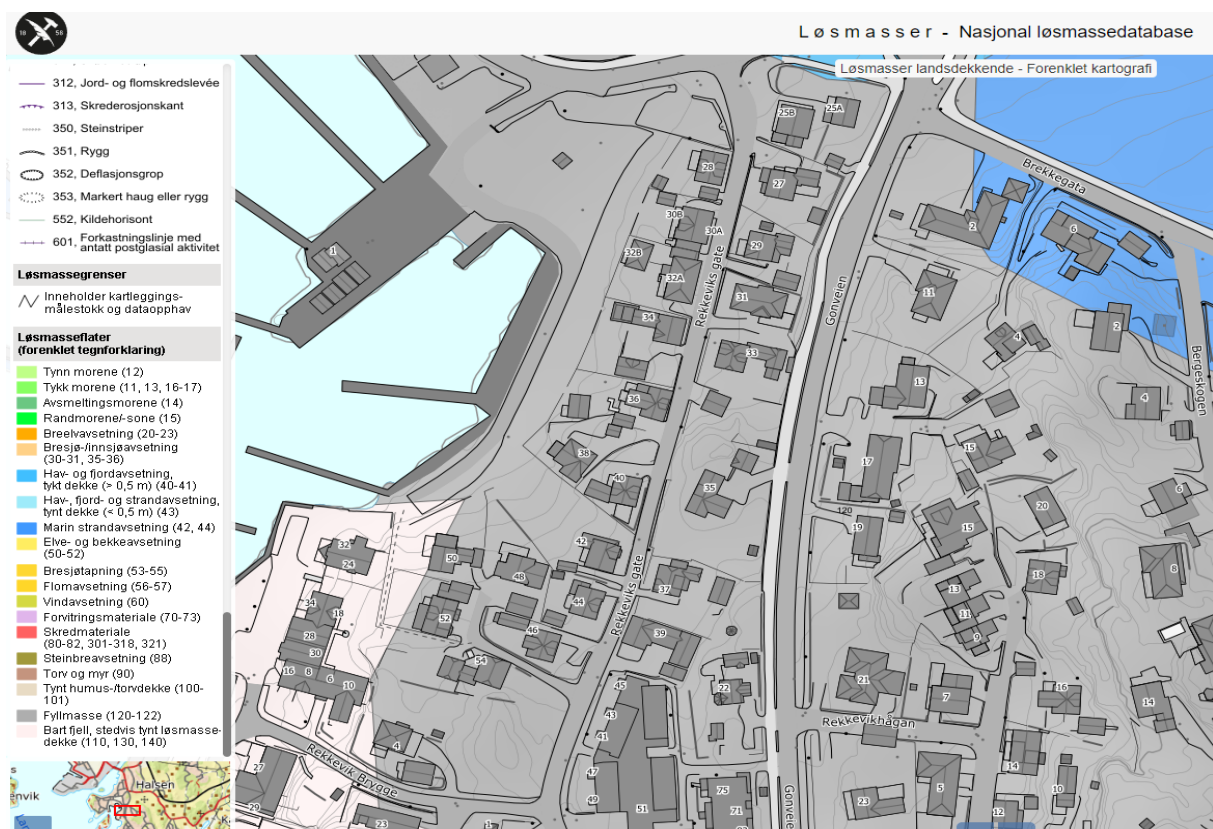 18 58
Løsmasser - Nasjonal løsmassedatabase
Løsmasser landsdekkende - Forenklet kartografi
312, Jord- og flomskredslevée
313, Skrederosjonskant
350, Steinstriper
351, Rygg
352, Deflasjonsgrop
353, Markert haug eller rygg
552, Kildehorisont
601, Forkastningslinje med
antatt postglasial aktivitet
Løsmassegrenser
Inneholder kartleggings-
målestokk og dataopphav
Løsmasseflater
(forenklet tegnforklaring)
Tynn morene (12)
Tykk morene (11, 13, 16-17)
Avsmeltingsmorene (14)
Randmorene/-sone (15)
Breelvavsetning (20-23)
Bresjø-/innsjøavsetning
(30-31, 35-36)
Hav- og fjordavsetning,
tykt dekke (> 0,5 m) (40-41)
Hav-, fjord- og strandavsetning,
tynt dekke (< 0,5 m) (43)
Marin strandavsetning (42, 44)
Elve- og bekkeavsetning
(50-52)
Bresjøtapning (53-55)
Flomavsetning (56-57)
Vindavsetning (60)
Forvitringsmateriale (70-73)
Skredmateriale
(80-82, 301-318, 321)
Steinbreavsetning (88)
Torv og myr (90)
Tynt humus-/torvdekke (100-
101)
Fyllmasse (120-122)
Bart fjell, stedvis tynt løsmasse-
dekke (110, 130, 140)
Halsen
envik
25B
25A
28
27
Brekkegata
30B
30A
2
6
32B
29
1
32A
Rekkeviks gate
Gonveien
11
31
34
4
2
33
Bergeskogen
13
36
4
15
38
17
40
35
6
20
120
19
15
32
42
24
50
48
18
8
37
13
34
18
44
11
52
28
46
Rekkeviks gate
39
9
30
54
16
8
6
10
45
22
21
7
16
14
43
Rekkevikhågan
4
41
14
Rekkevik Brygge
27
47
75
5
10
29
49
51
71
Gonveien
23
12
23
1